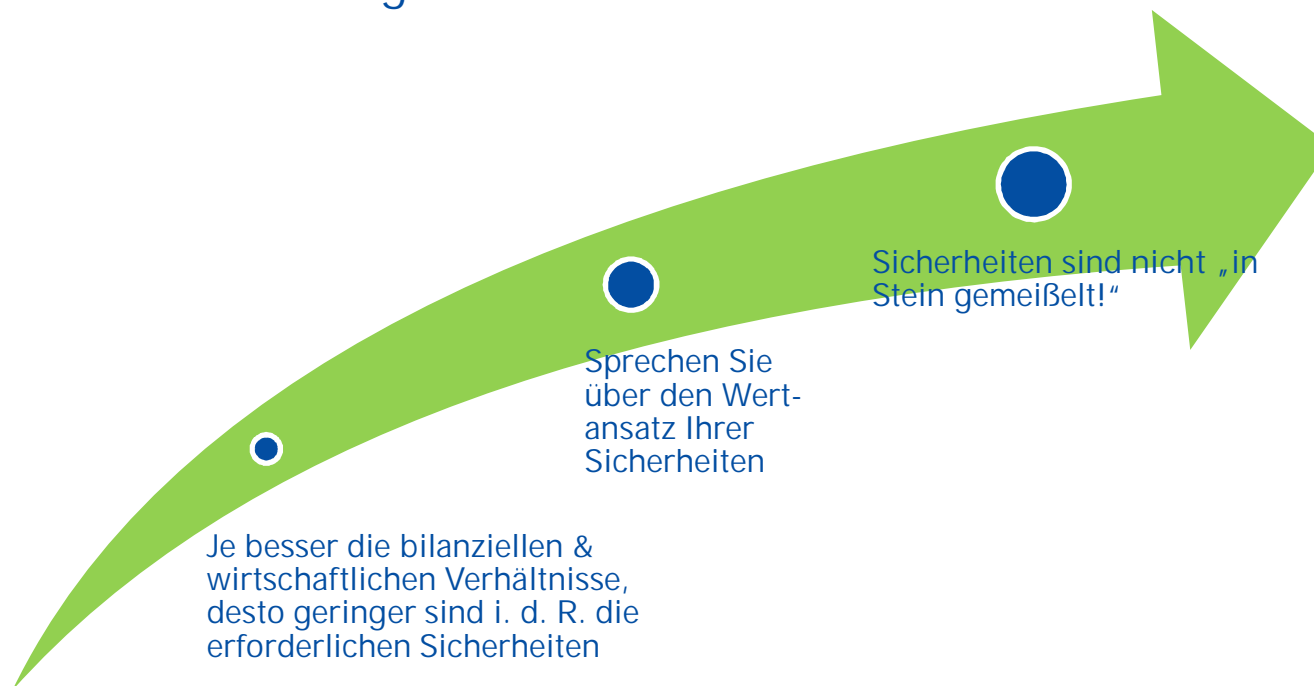 Sicherheiten sind nicht „in
Stein gemeißelt!“
Sprechen Sie
über den Wert-
ansatz Ihrer
Sicherheiten
Je besser die bilanziellen &
wirtschaftlichen Verhältnisse,
desto geringer sind i. d. R. die
erforderlichen Sicherheiten